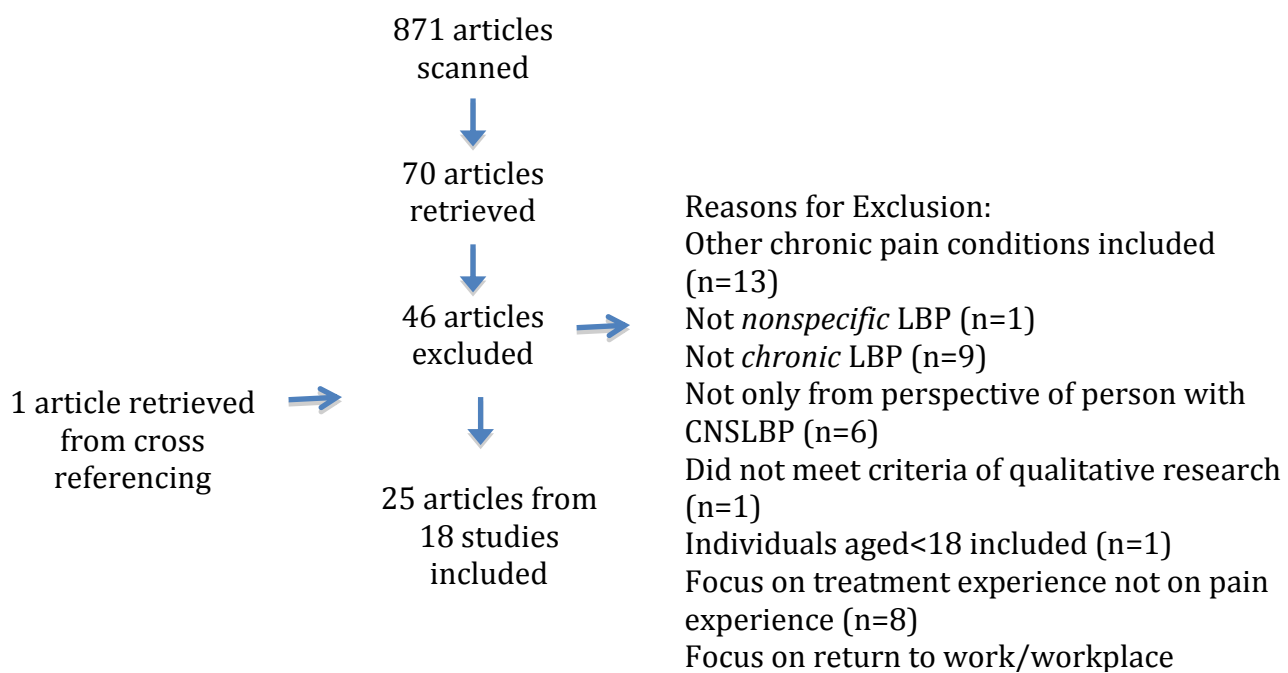 871 articles
scanned
70 articles
retrieved
46 articles
excluded
1 article retrieved
from cross
referencing
25 articles from
18 studies
included
Reasons for Exclusion:
Other chronic pain conditions included
(n=13)
Not nonspecific LBP (n=1)
Not chronic LBP (n=9)
Not only from perspective of person with
CNSLBP (n=6)
Did not meet criteria of qualitative research
(n=1)
Individuals aged<18 included (n=1)
Focus on treatment experience not on pain
experience (n=8)
Focus on return to work/workplace